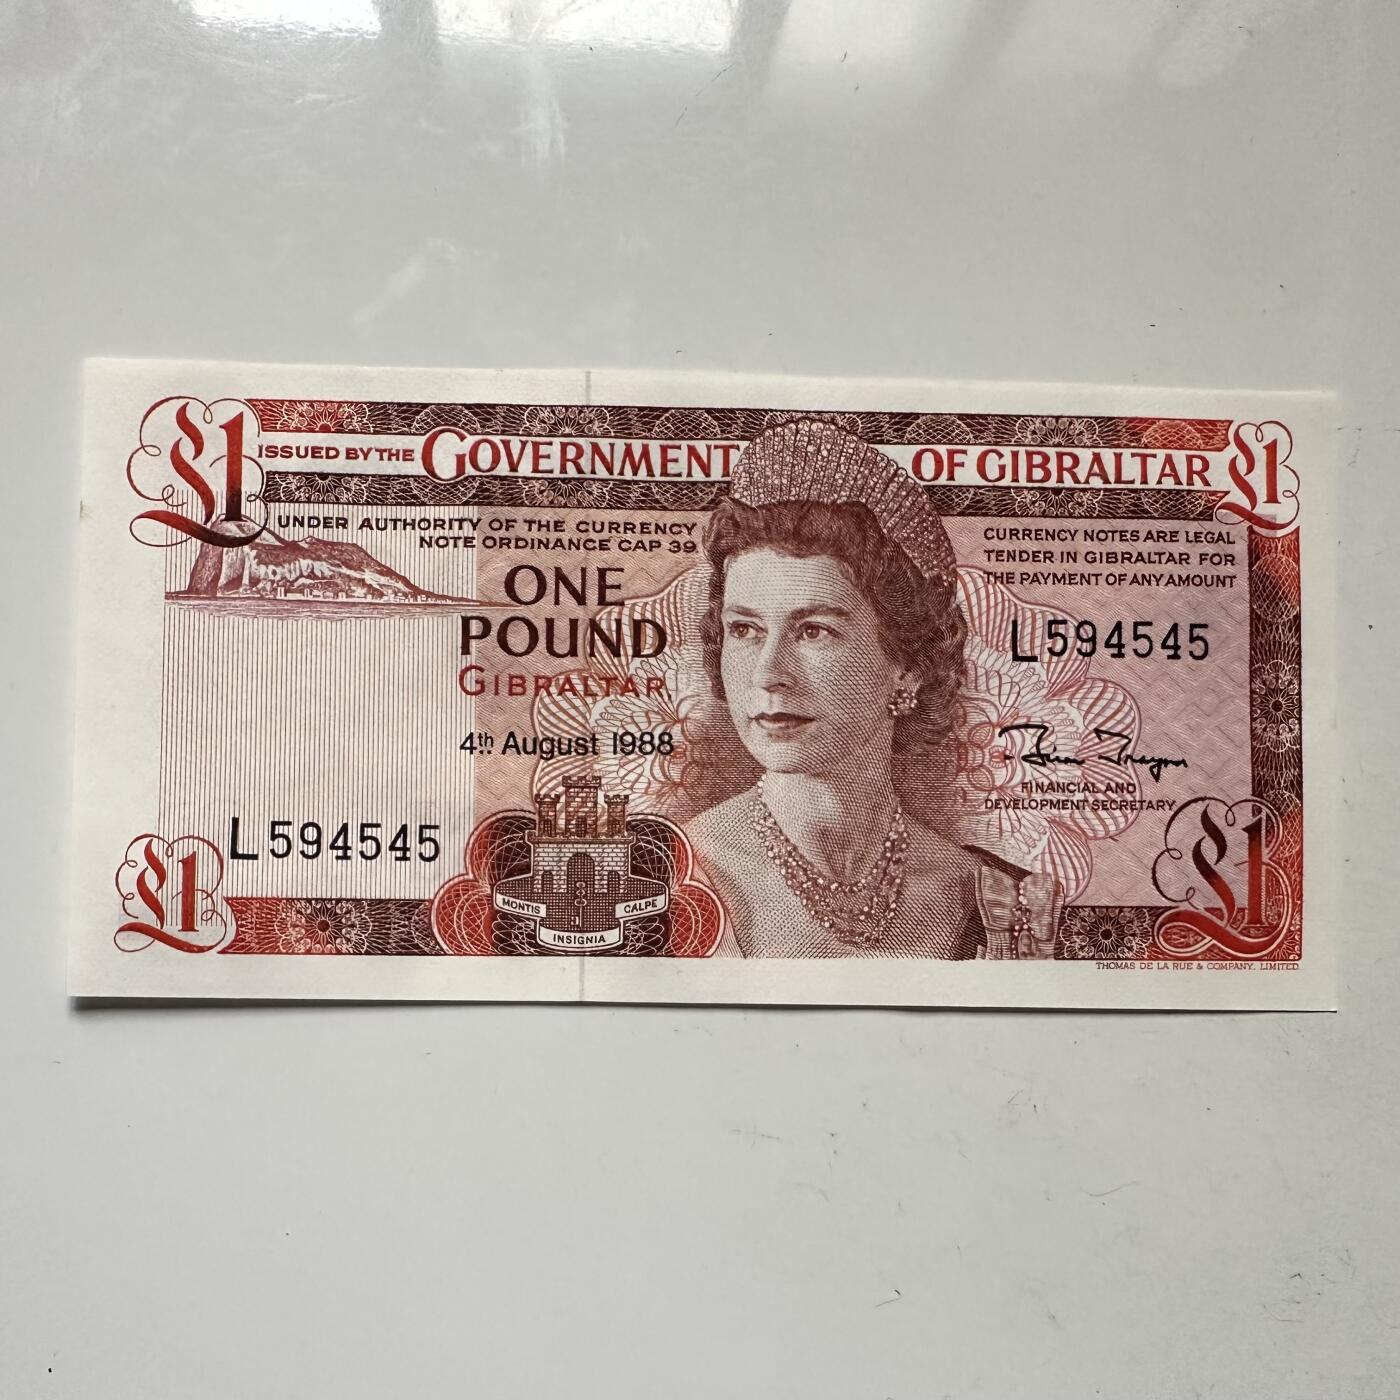 £1
ISSUED BY THE GOVERNMENT OF GIBRALTAR
£1
UNDER AUTHORITY OF THE CURRENCY
NOTE ORDINANCE CAP 39
CURRENCY NOTES ARE LEGAL
TENDER IN GIBRALTAR FOR
THE PAYMENT OF ANY AMOUNT
ONE
POUND
GIBRALTAR
4th August 1988
L594545
FINANCIAL AND
DEVELOPMENT SECRETARY
L594545
£1
MONTIS
INSIGNIA
CALPE
£1
THOMAS DE LA RUE & COMPANY, LIMITED